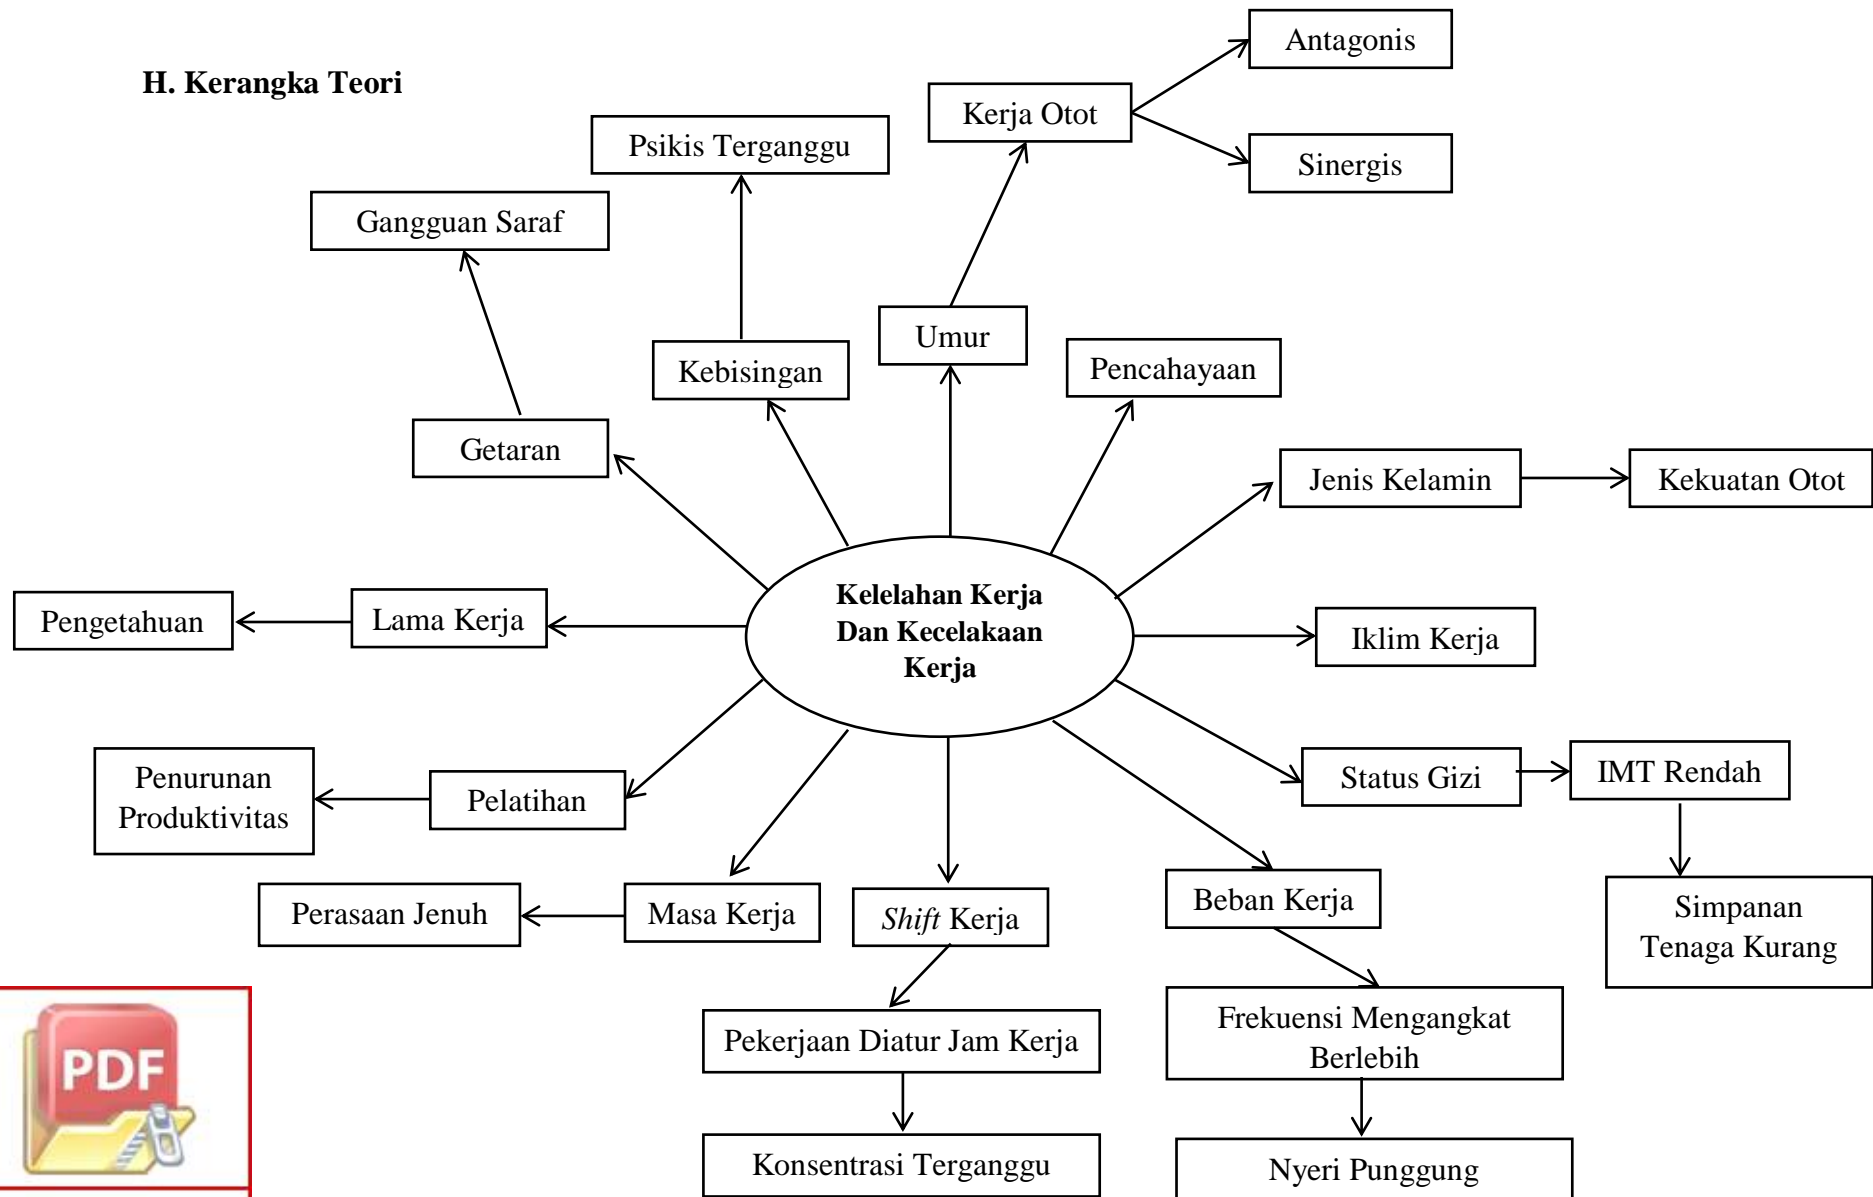 H. Kerangka Teori
Antagonis
Kerja Otot
Sinergis
Psikis Terganggu
Gangguan Saraf
Umur
Kebisingan
Pencahayaan
Getaran
Jenis Kelamin
Kekuatan Otot
Kelelahan Kerja
Dan Kecelakaan
Kerja
Pengetahuan
Lama Kerja
Iklim Kerja
Penurunan
Produktivitas
Pelatihan
Status Gizi
IMT Rendah
Perasaan Jenuh
Masa Kerja
Shift Kerja
Beban Kerja
Simpanan
Tenaga Kurang
Pekerjaan Diatur Jam Kerja
Frekuensi Mengangkat
Berlebih
Konsentrasi Terganggu
Nyeri Punggung
PDF